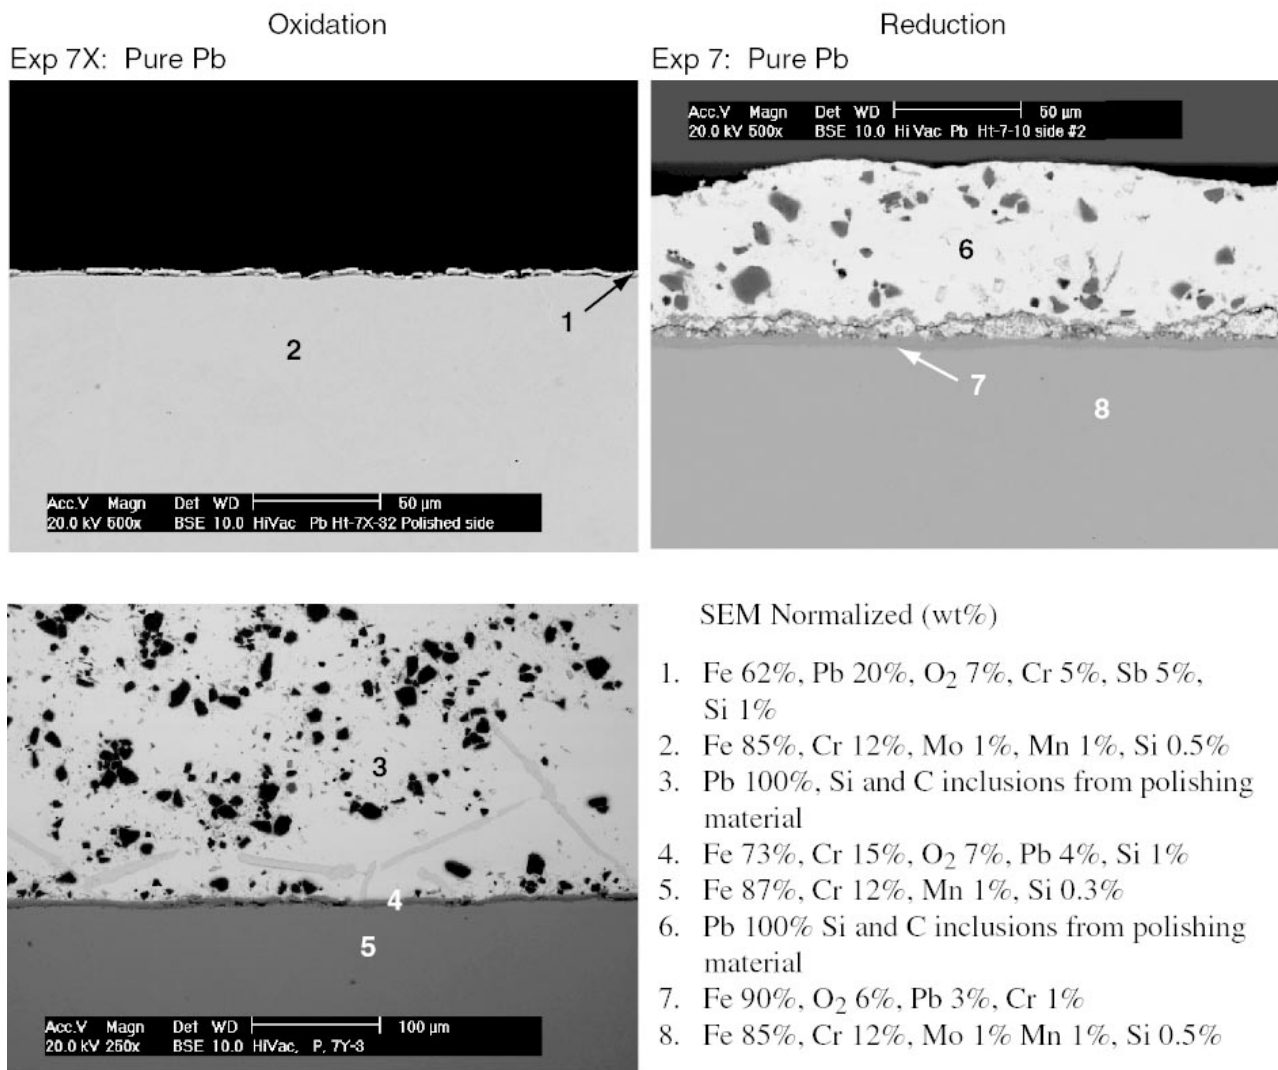 Oxidation
Reduction
Exp 7X: Pure Pb
Exp 7: Pure Pb
Acc.V Magn Det WD 50 µm
20.0 kV 500x BSE 10.0 Hi Vac Pb Ht-7-10 side #2
6
1
2
7
8
Acc.V Magn Det WD 50 µm
20.0 kV 500x BSE 10.0 HiVac Pb Ht-7X-32 Polished side
3
4
5
Acc.V Magn Det WD 100 µm
20.0 kV 250x BSE 10.0 HiVac, P, 7Y-3
SEM Normalized (wt%)
1. Fe 62%, Pb 20%, O2 7%, Cr 5%, Sb 5%,
Si 1%
2. Fe 85%, Cr 12%, Mo 1%, Mn 1%, Si 0.5%
3. Pb 100%, Si and C inclusions from polishing
material
4. Fe 73%, Cr 15%, O2 7%, Pb 4%, Si 1%
5. Fe 87%, Cr 12%, Mn 1%, Si 0.3%
6. Pb 100% Si and C inclusions from polishing
material
7. Fe 90%, O2 6%, Pb 3%, Cr 1%
8. Fe 85%, Cr 12%, Mo 1% Mn 1%, Si 0.5%